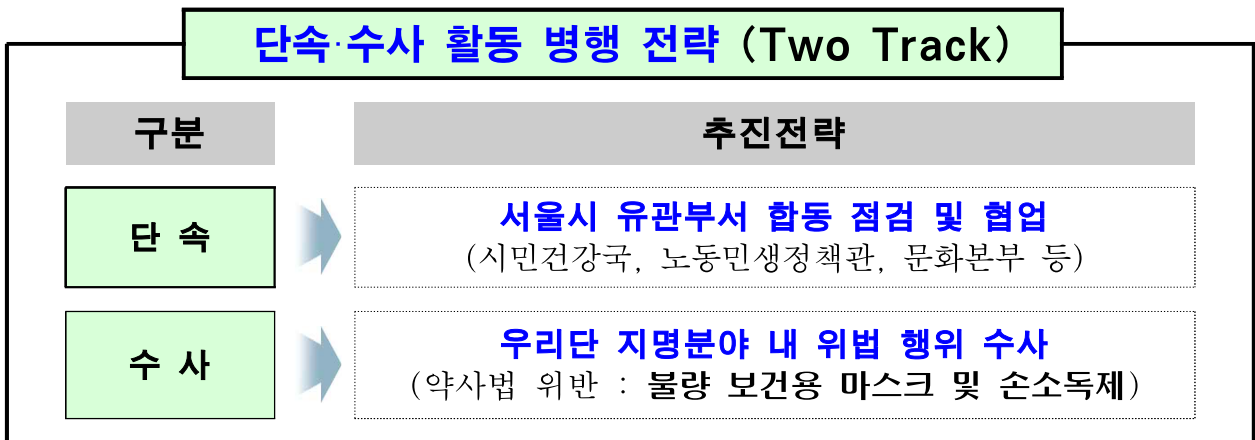 단속·수사 활동 병행 전략 (Two Track)
구분
추진전략
단 속
서울시 유관부서 합동 점검 및 협업
(시민건강국, 노동민생정책관, 문화본부 등)
수 사
우리단 지명분야 내 위법 행위 수사
(약사법 위반 : 불량 보건용 마스크 및 손소독제)